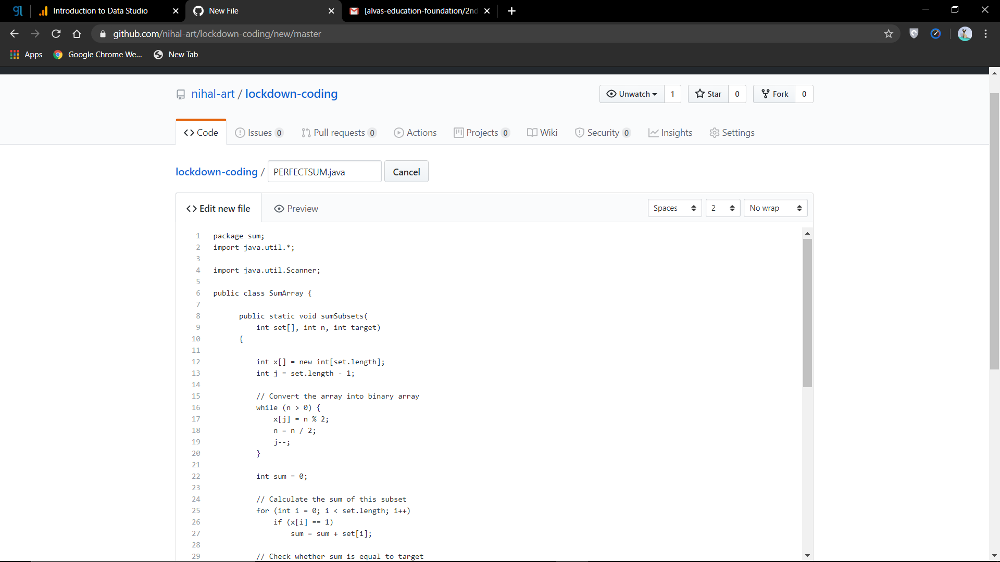 gl
Introduction to Data Studio
New File
[alvas-education-foundation/2nd
github.com/nihal-art/lockdown-coding/new/master
Apps
Google Chrome We...
New Tab
nihal-art / lockdown-coding
Unwatch 1
Star 0
Fork 0
Code
Issues 0
Pull requests 0
Actions
Projects 0
Wiki
Security 0
Insights
Settings
lockdown-coding / PERFECTSUM.java
Cancel
Edit new file
Preview
Spaces
2
No wrap
1 package sum;
2 import java.util.*;
3
4 import java.util.Scanner;
5
6 public class SumArray {
7
8 public static void sumSubsets(
9 int set[], int n, int target)
10 {
11
12 int x[] = new int[set.length];
13 int j = set.length - 1;
14
15 // Convert the array into binary array
16 while (n > 0) {
17 x[j] = n % 2;
18 n = n / 2;
19 j--;
20 }
21
22 int sum = 0;
23
24 // Calculate the sum of this subset
25 for (int i = 0; i < set.length; i++)
26 if (x[i] == 1)
27 sum = sum + set[i];
28
29 // Check whether sum is equal to target